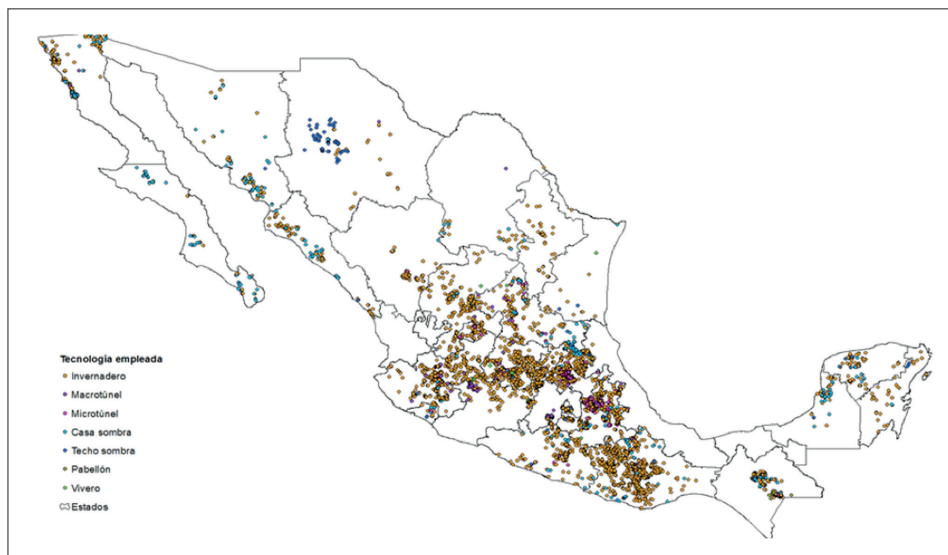 Tecnología empleada
Invernadero
Macrotúnel
Microtúnel
Casa sombra
Techo sombra
Pabellón
Vivero
Estados